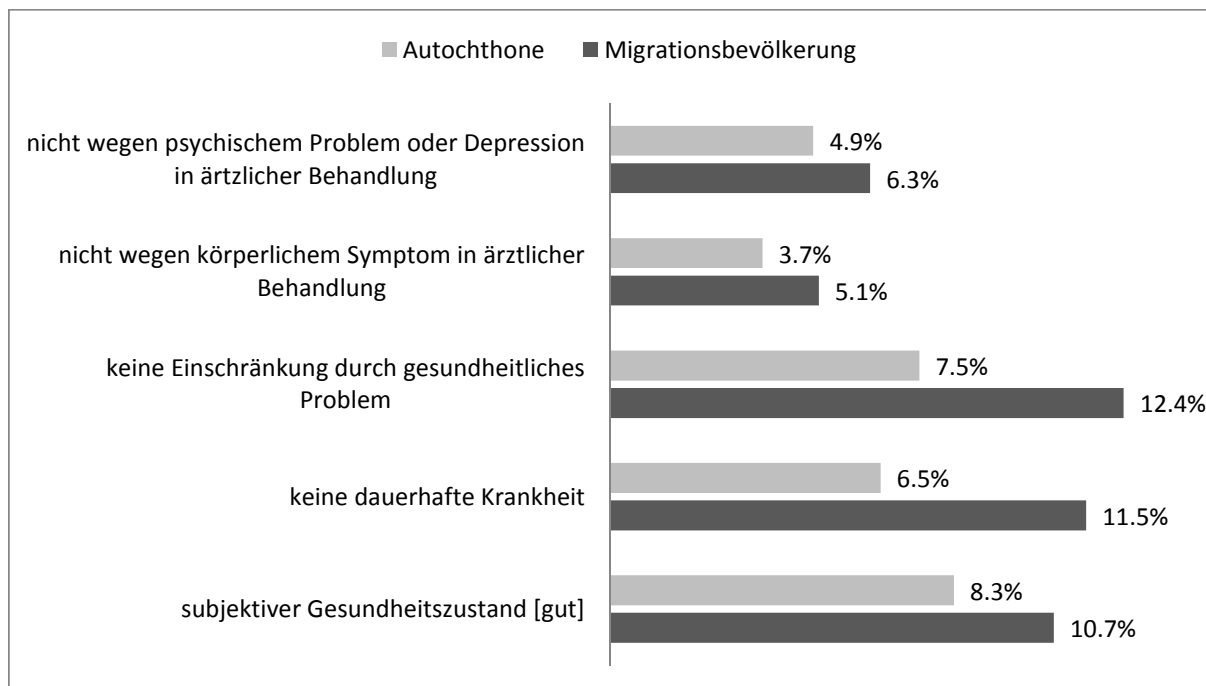 Autochthone Migrationsbevölkerung
nicht wegen psychischem Problem oder Depression
in ärtzlicher Behandlung
4.9%
6.3%
nicht wegen körperlichem Symptom in ärztlicher
Behandlung
3.7%
5.1%
keine Einschränkung durch gesundheitliches
Problem
7.5%
12.4%
keine dauerhafte Krankheit
6.5%
11.5%
subjektiver Gesundheitszustand [gut]
8.3%
10.7%